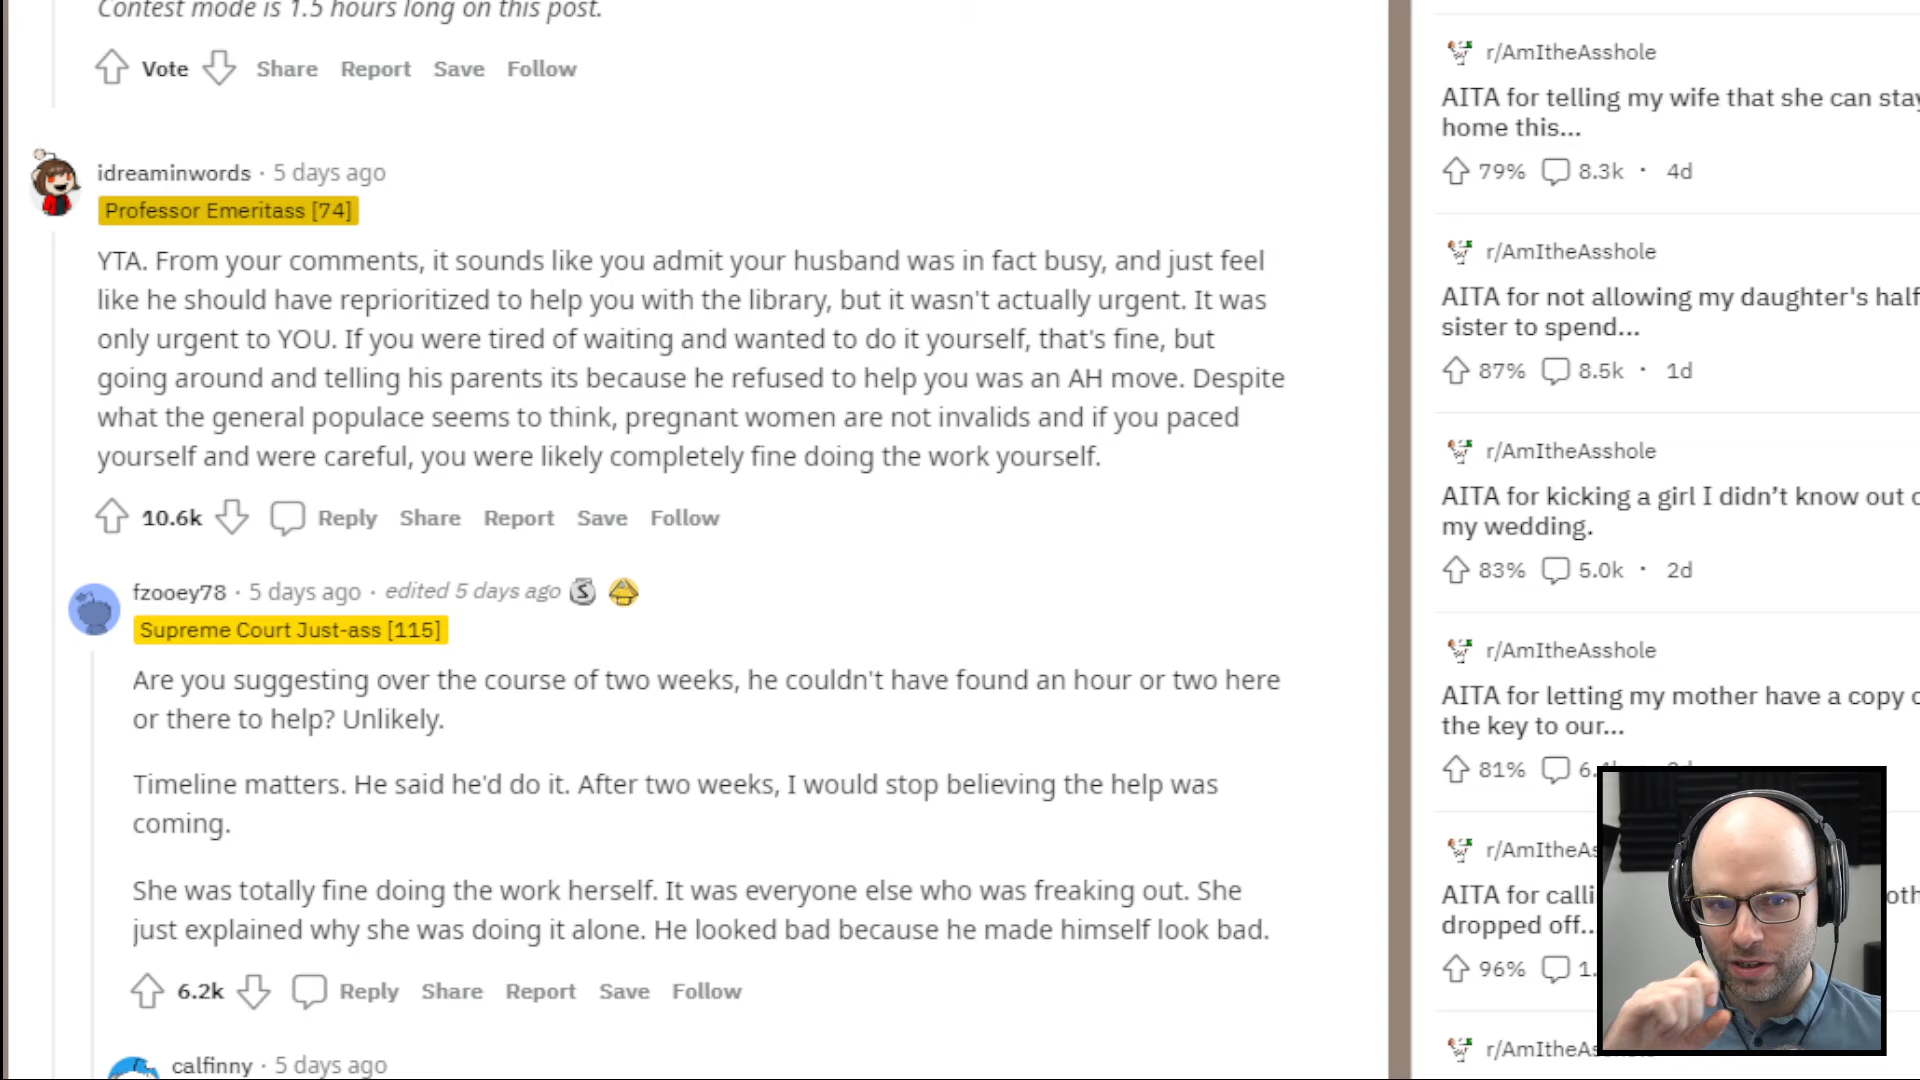 Contest mode is 1.5 hours long on this post.
Vote Share Report Save Follow
idreaminwords · 5 days ago
Professor Emeritass [74]
YTA. From your comments, it sounds like you admit your husband was in fact busy, and just feel
like he should have reprioritized to help you with the library, but it wasn't actually urgent. It was
only urgent to YOU. If you were tired of waiting and wanted to do it yourself, that's fine, but
going around and telling his parents its because he refused to help you was an AH move. Despite
what the general populace seems to think, pregnant women are not invalids and if you paced
yourself and were careful, you were likely completely fine doing the work yourself.
10.6k Reply Share Report Save Follow
fzooey78 · 5 days ago · edited 5 days ago
Supreme Court Just-ass [115]
Are you suggesting over the course of two weeks, he couldn't have found an hour or two here
or there to help? Unlikely.
Timeline matters. He said he'd do it. After two weeks, I would stop believing the help was
coming.
She was totally fine doing the work herself. It was everyone else who was freaking out. She
just explained why she was doing it alone. He looked bad because he made himself look bad.
6.2k Reply Share Report Save Follow
calfinny · 5 days ago
r/AmItheAsshole
AITA for telling my wife that she can stay
home this...
79% 8.3k · 4d
r/AmItheAsshole
AITA for not allowing my daughter's half
sister to spend...
87% 8.5k · 1d
r/AmItheAsshole
AITA for kicking a girl I didn't know out o
my wedding.
83% 5.0k · 2d
r/AmItheAsshole
AITA for letting my mother have a copy o
the key to our...
81% 6.
r/AmItheAs
AITA for calli oth
dropped off...
96% 1.
r/AmItheAs